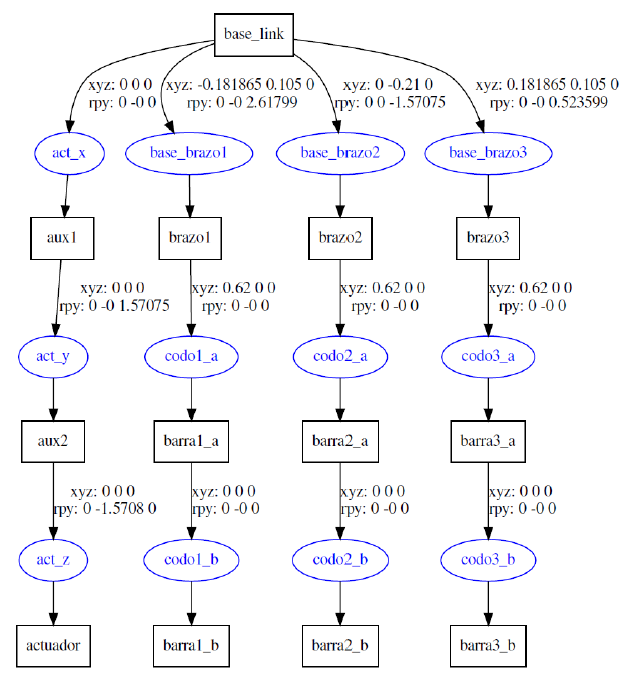 base_link
xyz: 0 0 0
rpy: 0 -0 0
xyz: -0.181865 0.105 0
rpy: 0 -0 2.61799
xyz: 0 -0.21 0
rpy: 0 0 -1.57075
xyz: 0.181865 0.105 0
rpy: 0 -0 0.523599
act_x
base_brazo1
base_brazo2
base_brazo3
aux1
brazo1
brazo2
brazo3
xyz: 0 0 0
rpy: 0 -0 1.57075
xyz: 0.62 0 0
rpy: 0 -0 0
xyz: 0.62 0 0
rpy: 0 -0 0
xyz: 0.62 0 0
rpy: 0 -0 0
act_y
codo1_a
codo2_a
codo3_a
aux2
barra1_a
barra2_a
barra3_a
xyz: 0 0 0
rpy: 0 -1.5708 0
xyz: 0 0 0
rpy: 0 -0 0
xyz: 0 0 0
rpy: 0 -0 0
xyz: 0 0 0
rpy: 0 -0 0
act_z
codo1_b
codo2_b
codo3_b
actuador
barra1_b
barra2_b
barra3_b